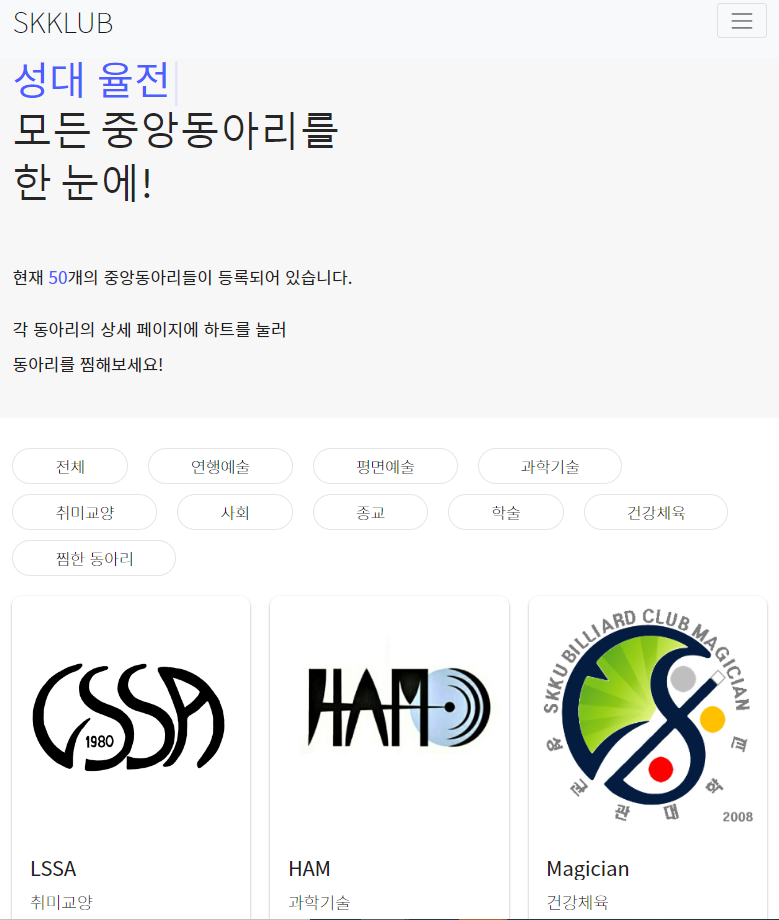 SKKLUB
성대 율전
모든 중앙동아리를
한 눈에!
현재 50개의 중앙동아리들이 등록되어 있습니다.
각 동아리의 상세 페이지에 하트를 눌러
동아리를 찜해보세요!
전체 연행예술 평면예술 과학기술
취미교양 사회 종교 학술 건강체육
찜한 동아리
LSSA
1980
HAM
SKKU BILLIARD CLUB MAGICIAN
성균관대학교
2008
LSSA HAM Magician
취미교양 과학기술 건강체육